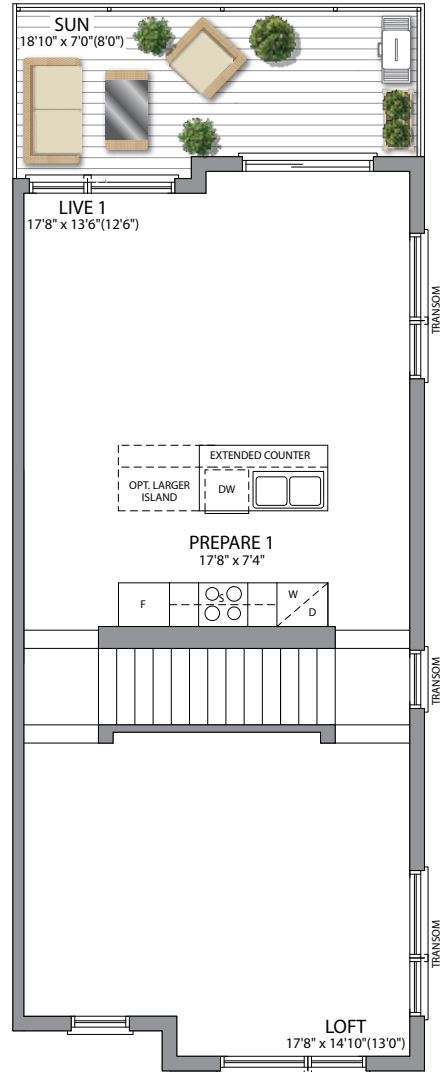 SUN
18'10" x 7'0"(8'0")
LIVE 1
17'8" x 13'6"(12'6")
TRANSOM
EXTENDED COUNTER
OPT. LARGER
ISLAND
DW
PREPARE 1
17'8" x 7'4"
F
S
W
D
TRANSOM
TRANSOM
LOFT
17'8" x 14'10"(13'0")